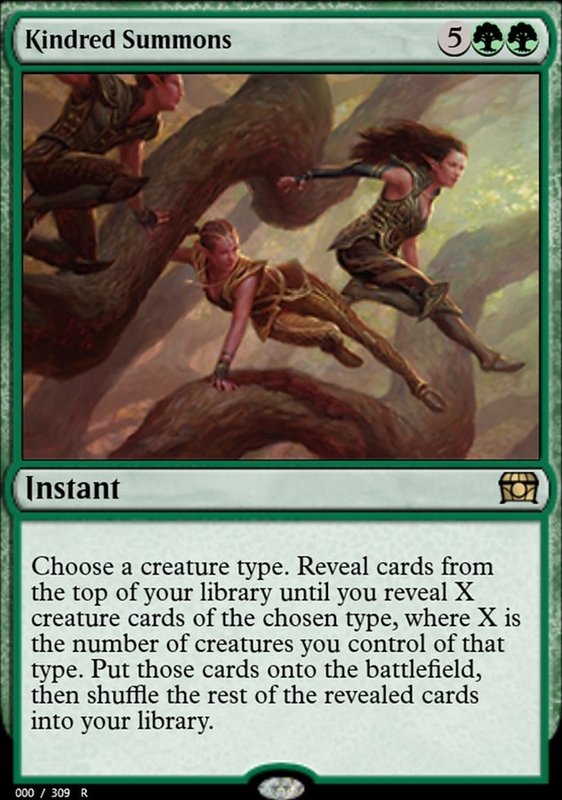 Kindred Summons 5
Instant
Choose a creature type. Reveal cards from
the top of your library until you reveal X
creature cards of the chosen type, where X is
the number of creatures you control of that
type. Put those cards onto the battlefield,
then shuffle the rest of the revealed cards
into your library.
000 / 309 R